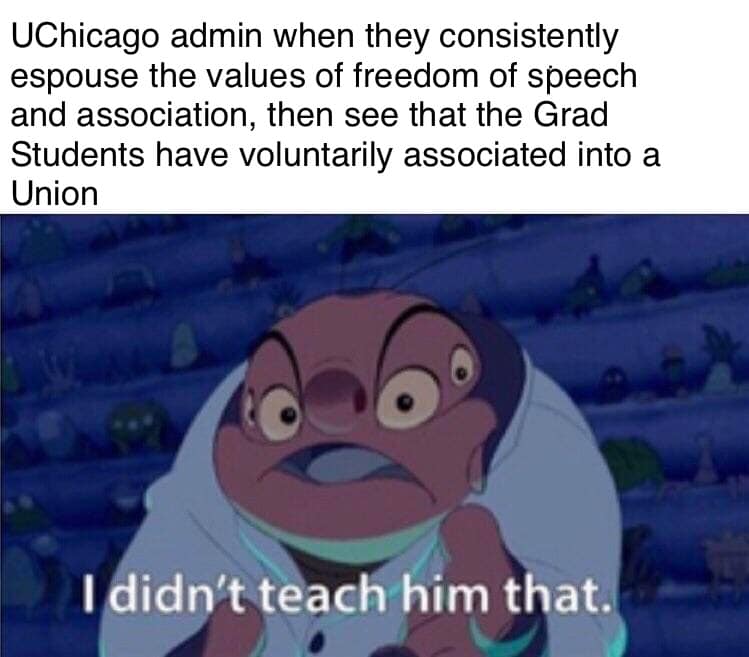 UChicago admin when they consistently
espouse the values of freedom of speech
and association, then see that the Grad
Students have voluntarily associated into a
Union
I didn't teach him that.